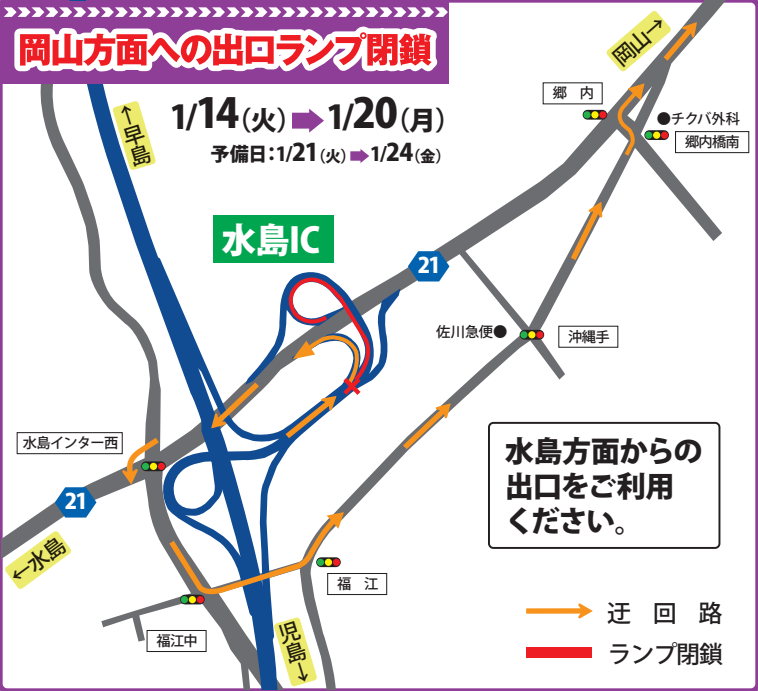 岡山方面への出口ランプ閉鎖
1/14(火)➡1/20(月)
予備日:1/21(火)➡1/24(金)
岡山→
郷 内
●チクバ外科
郷内橋南
←早島
水島IC
21
佐川急便●
沖縄手
水島インター西
21
水島方面からの
出口をご利用
ください。
←水島
福 江
福江中
児島→
迂 回 路
ランプ閉鎖